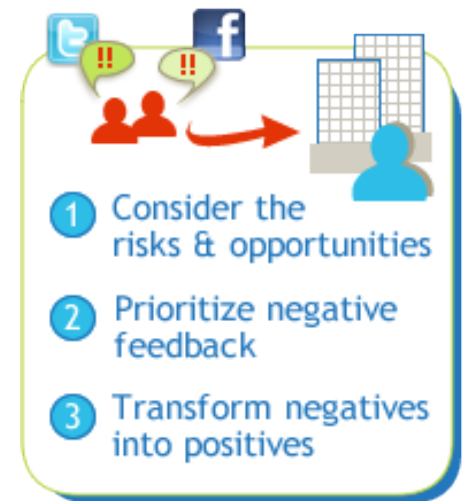 t
f
!!
!!
1 Consider the
risks & opportunities
2 Prioritize negative
feedback
3 Transform negatives
into positives